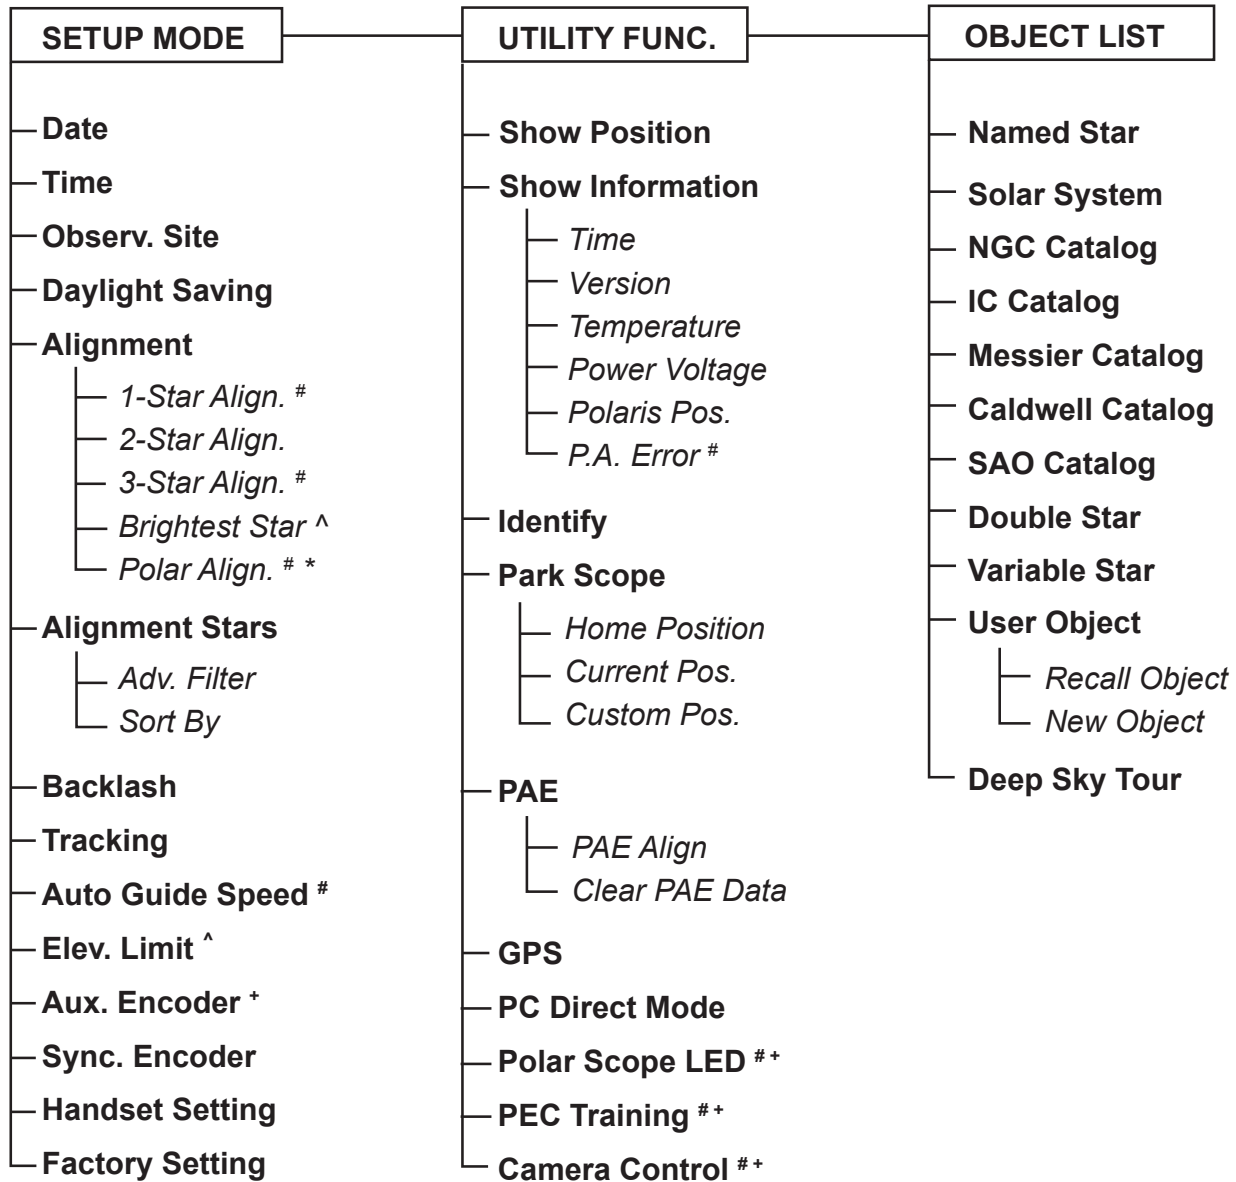 SETUP MODE
Date
Time
Observ. Site
Daylight Saving
Alignment
1-Star Align. #
2-Star Align.
3-Star Align. #
Brightest Star ^
Polar Align. # *
Alignment Stars
Adv. Filter
Sort By
Backlash
Tracking
Auto Guide Speed #
Elev. Limit ^
Aux. Encoder +
Sync. Encoder
Handset Setting
Factory Setting
UTILITY FUNC.
Show Position
Show Information
Time
Version
Temperature
Power Voltage
Polaris Pos.
P.A. Error #
Identify
Park Scope
Home Position
Current Pos.
Custom Pos.
PAE
PAE Align
Clear PAE Data
GPS
PC Direct Mode
Polar Scope LED # +
PEC Training # +
Camera Control # +
OBJECT LIST
Named Star
Solar System
NGC Catalog
IC Catalog
Messier Catalog
Caldwell Catalog
SAO Catalog
Double Star
Variable Star
User Object
Recall Object
New Object
Deep Sky Tour